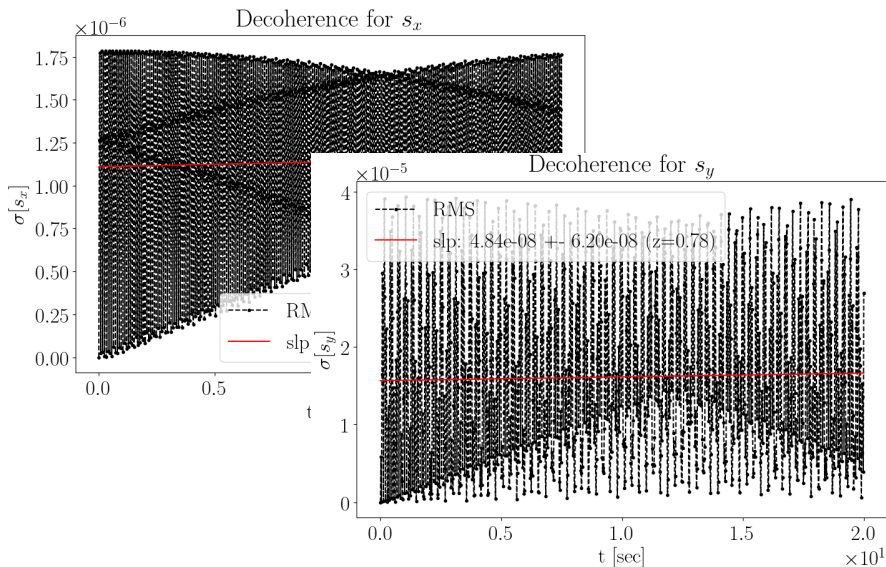 Decoherence for s_x
×10⁻⁶
1.75
1.50
1.25
1.00
0.75
0.50
0.25
0.00
σ[s_x]
0.0
0.5
t
RM
slp
Decoherence for s_y
×10⁻⁵
RMS
slp: 4.84e-08 +- 6.20e-08 (z=0.78)
4
3
2
1
0
σ[s_y]
0.0
0.5
1.0
1.5
2.0
t [sec]
×10¹